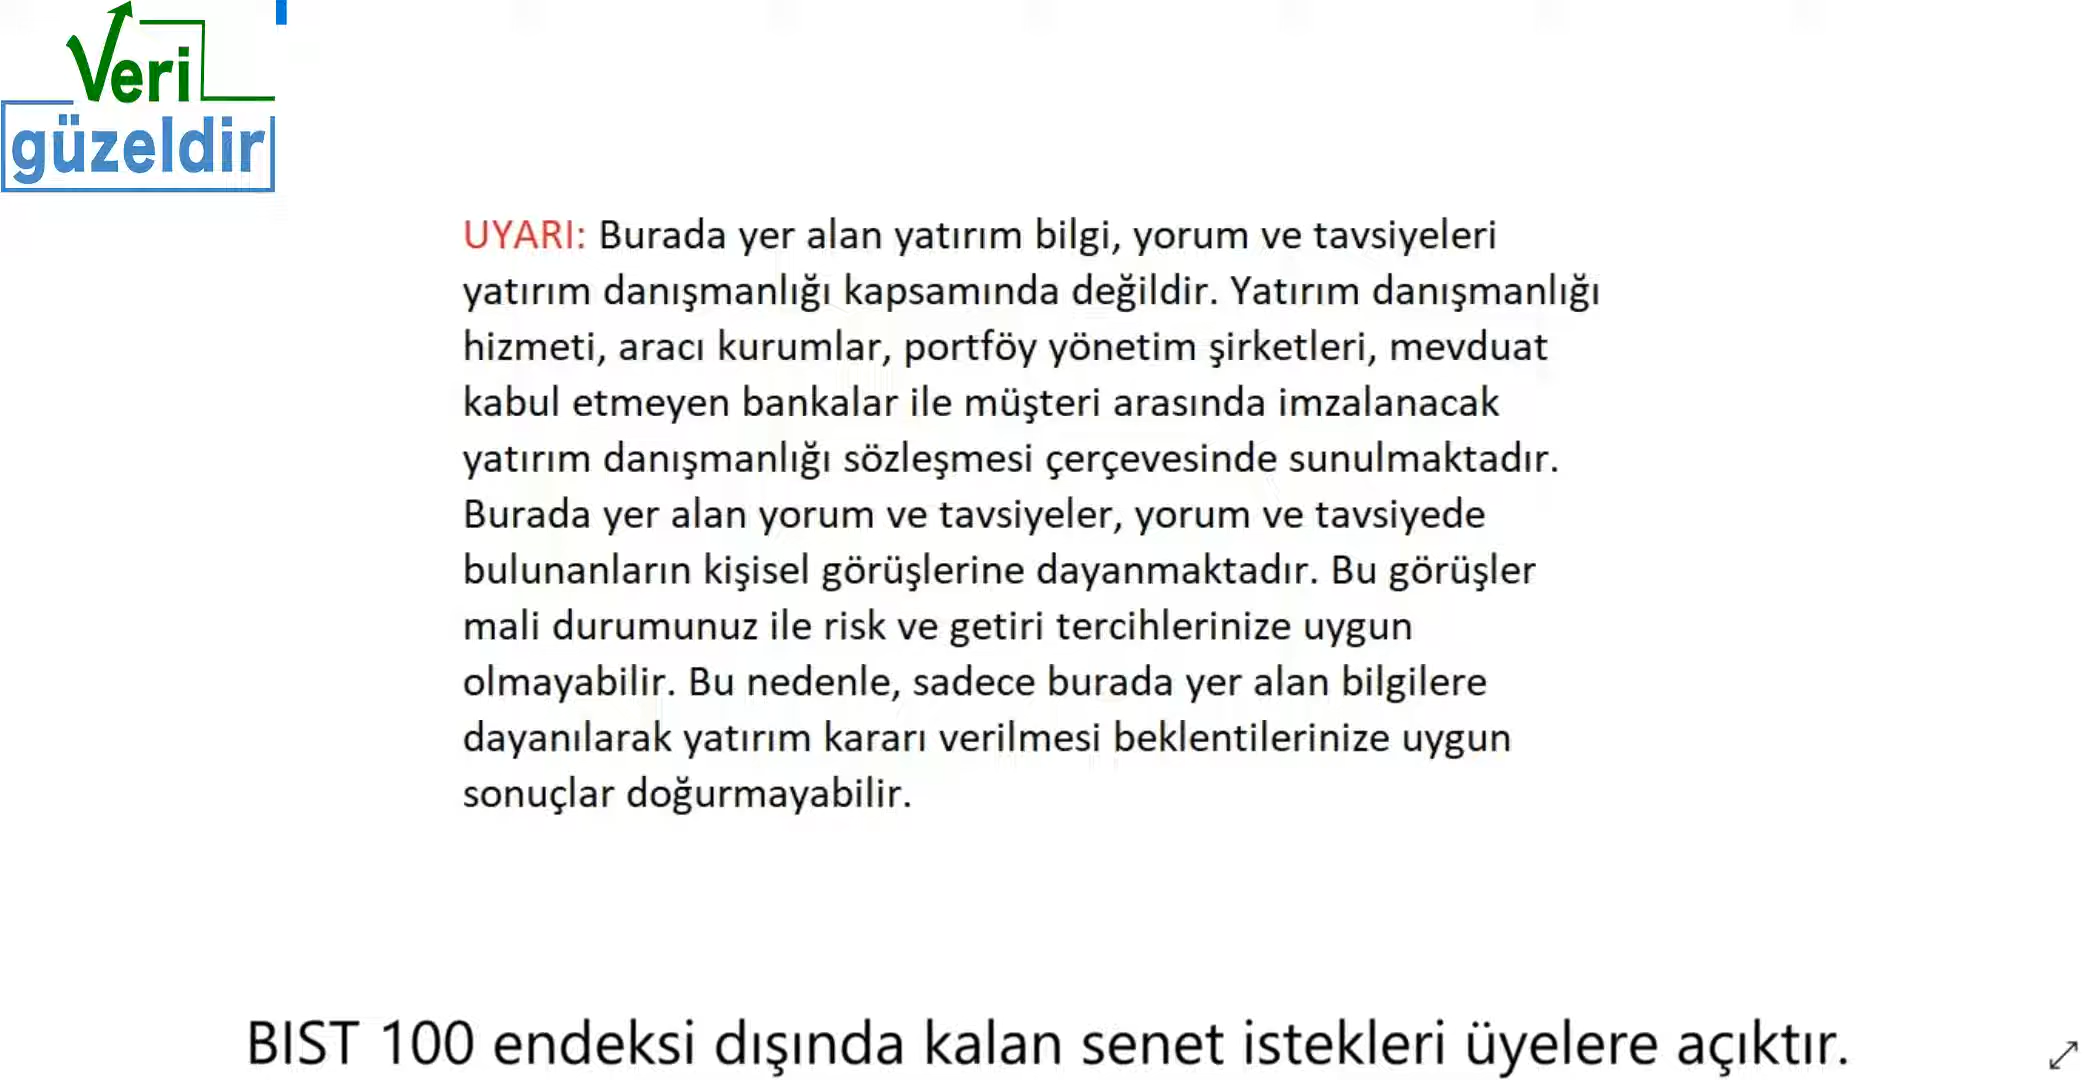 Veri
güzeldir
UYARI: Burada yer alan yatırım bilgi, yorum ve tavsiyeleri
yatırım danışmanlığı kapsamında değildir. Yatırım danışmanlığı
hizmeti, aracı kurumlar, portföy yönetim şirketleri, mevduat
kabul etmeyen bankalar ile müşteri arasında imzalanacak
yatırım danışmanlığı sözleşmesi çerçevesinde sunulmaktadır.
Burada yer alan yorum ve tavsiyeler, yorum ve tavsiyede
bulunanların kişisel görüşlerine dayanmaktadır. Bu görüşler
mali durumunuz ile risk ve getiri tercihlerinize uygun
olmayabilir. Bu nedenle, sadece burada yer alan bilgilere
dayanılarak yatırım kararı verilmesi beklentilerinize uygun
sonuçlar doğurmayabilir.
BIST 100 endeksi dışında kalan senet istekleri üyelere açıktır.